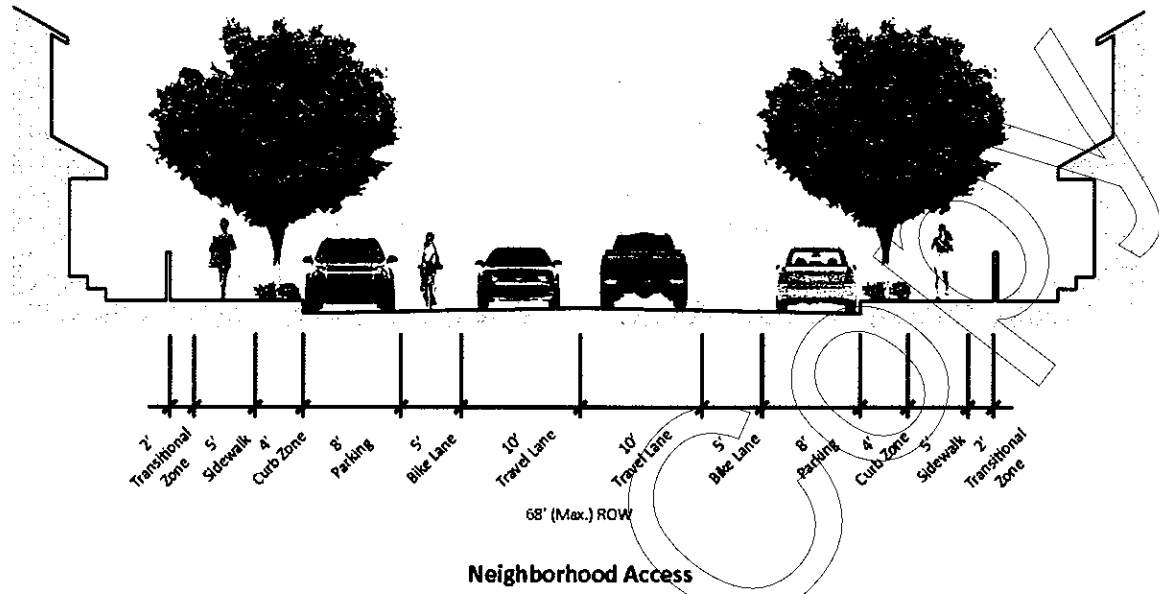 2' Transitional Zone
5' Sidewalk
4' Curb Zone
8' Parking
5' Bike Lane
10' Travel Lane
10' Travel Lane
5' Bike Lane
8' Parking
4' Curb Zone
5' Sidewalk
2' Transitional Zone
68' (Max.) ROW
Neighborhood Access
Copy